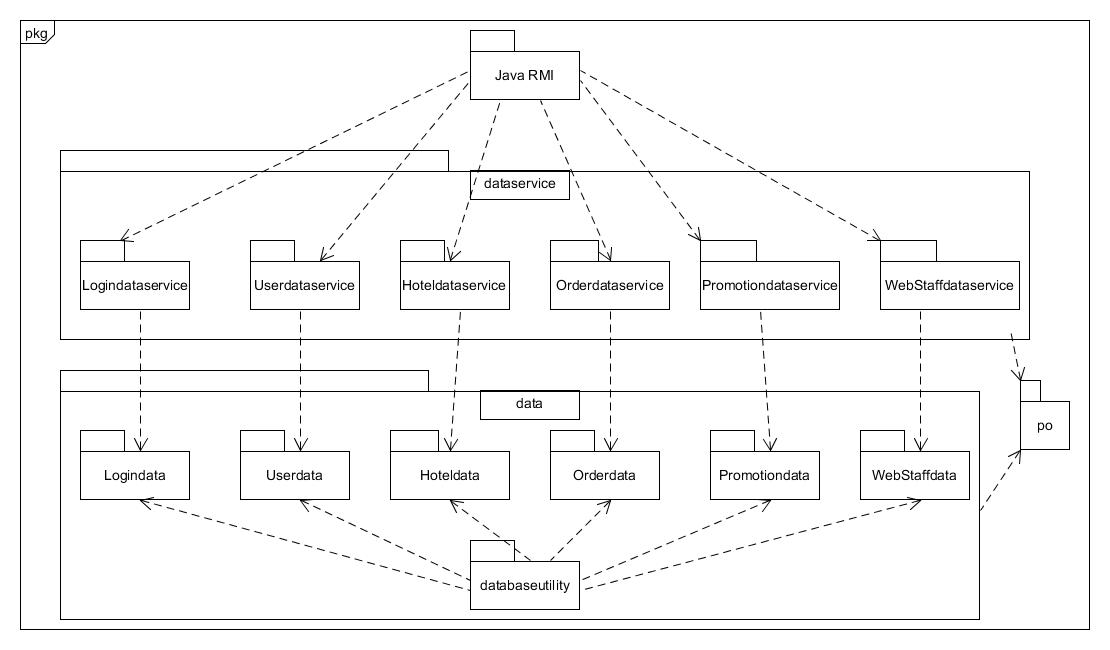 pkg
Java RMI
dataservice
Logindataservice
Userdataservice
Hoteldataservice
Orderdataservice
Promotiondataservice
WebStaffdataservice
data
po
Logindata
Userdata
Hoteldata
Orderdata
Promotiondata
WebStaffdata
databaseutility